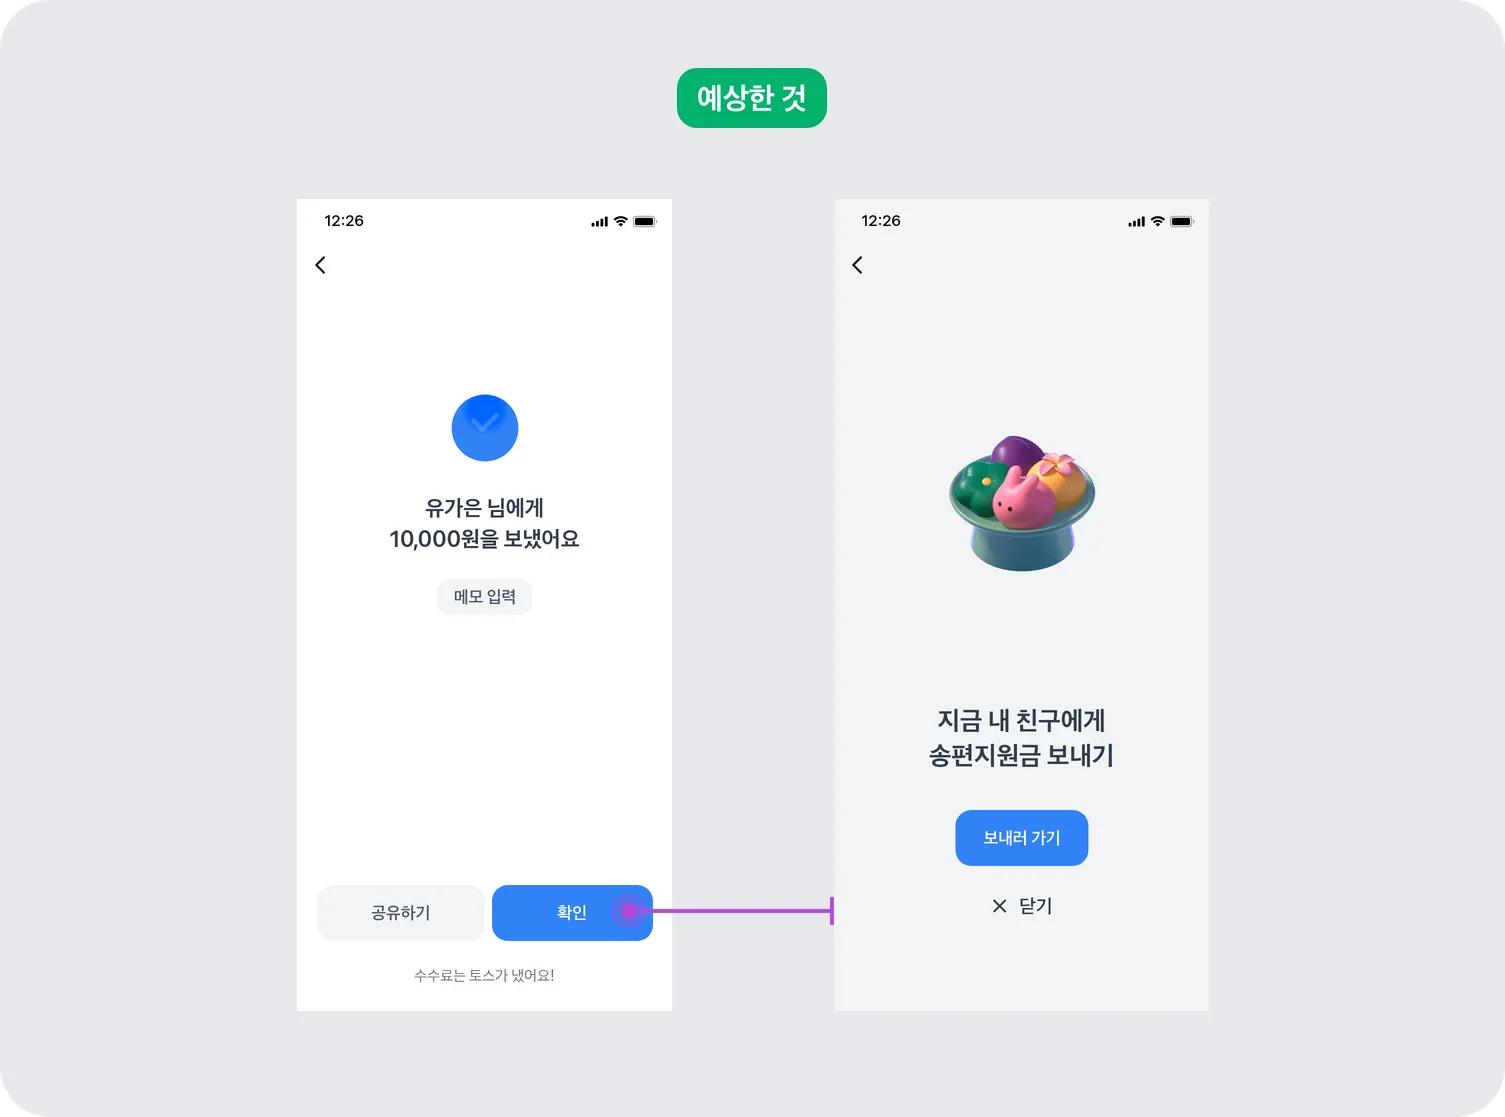 예상한 것
12:26
유가은 님에게
10,000원을 보냈어요
메모 입력
공유하기
확인
수수료는 토스가 냈어요!
12:26
지금 내 친구에게
송편지원금 보내기
보내러 가기
닫기